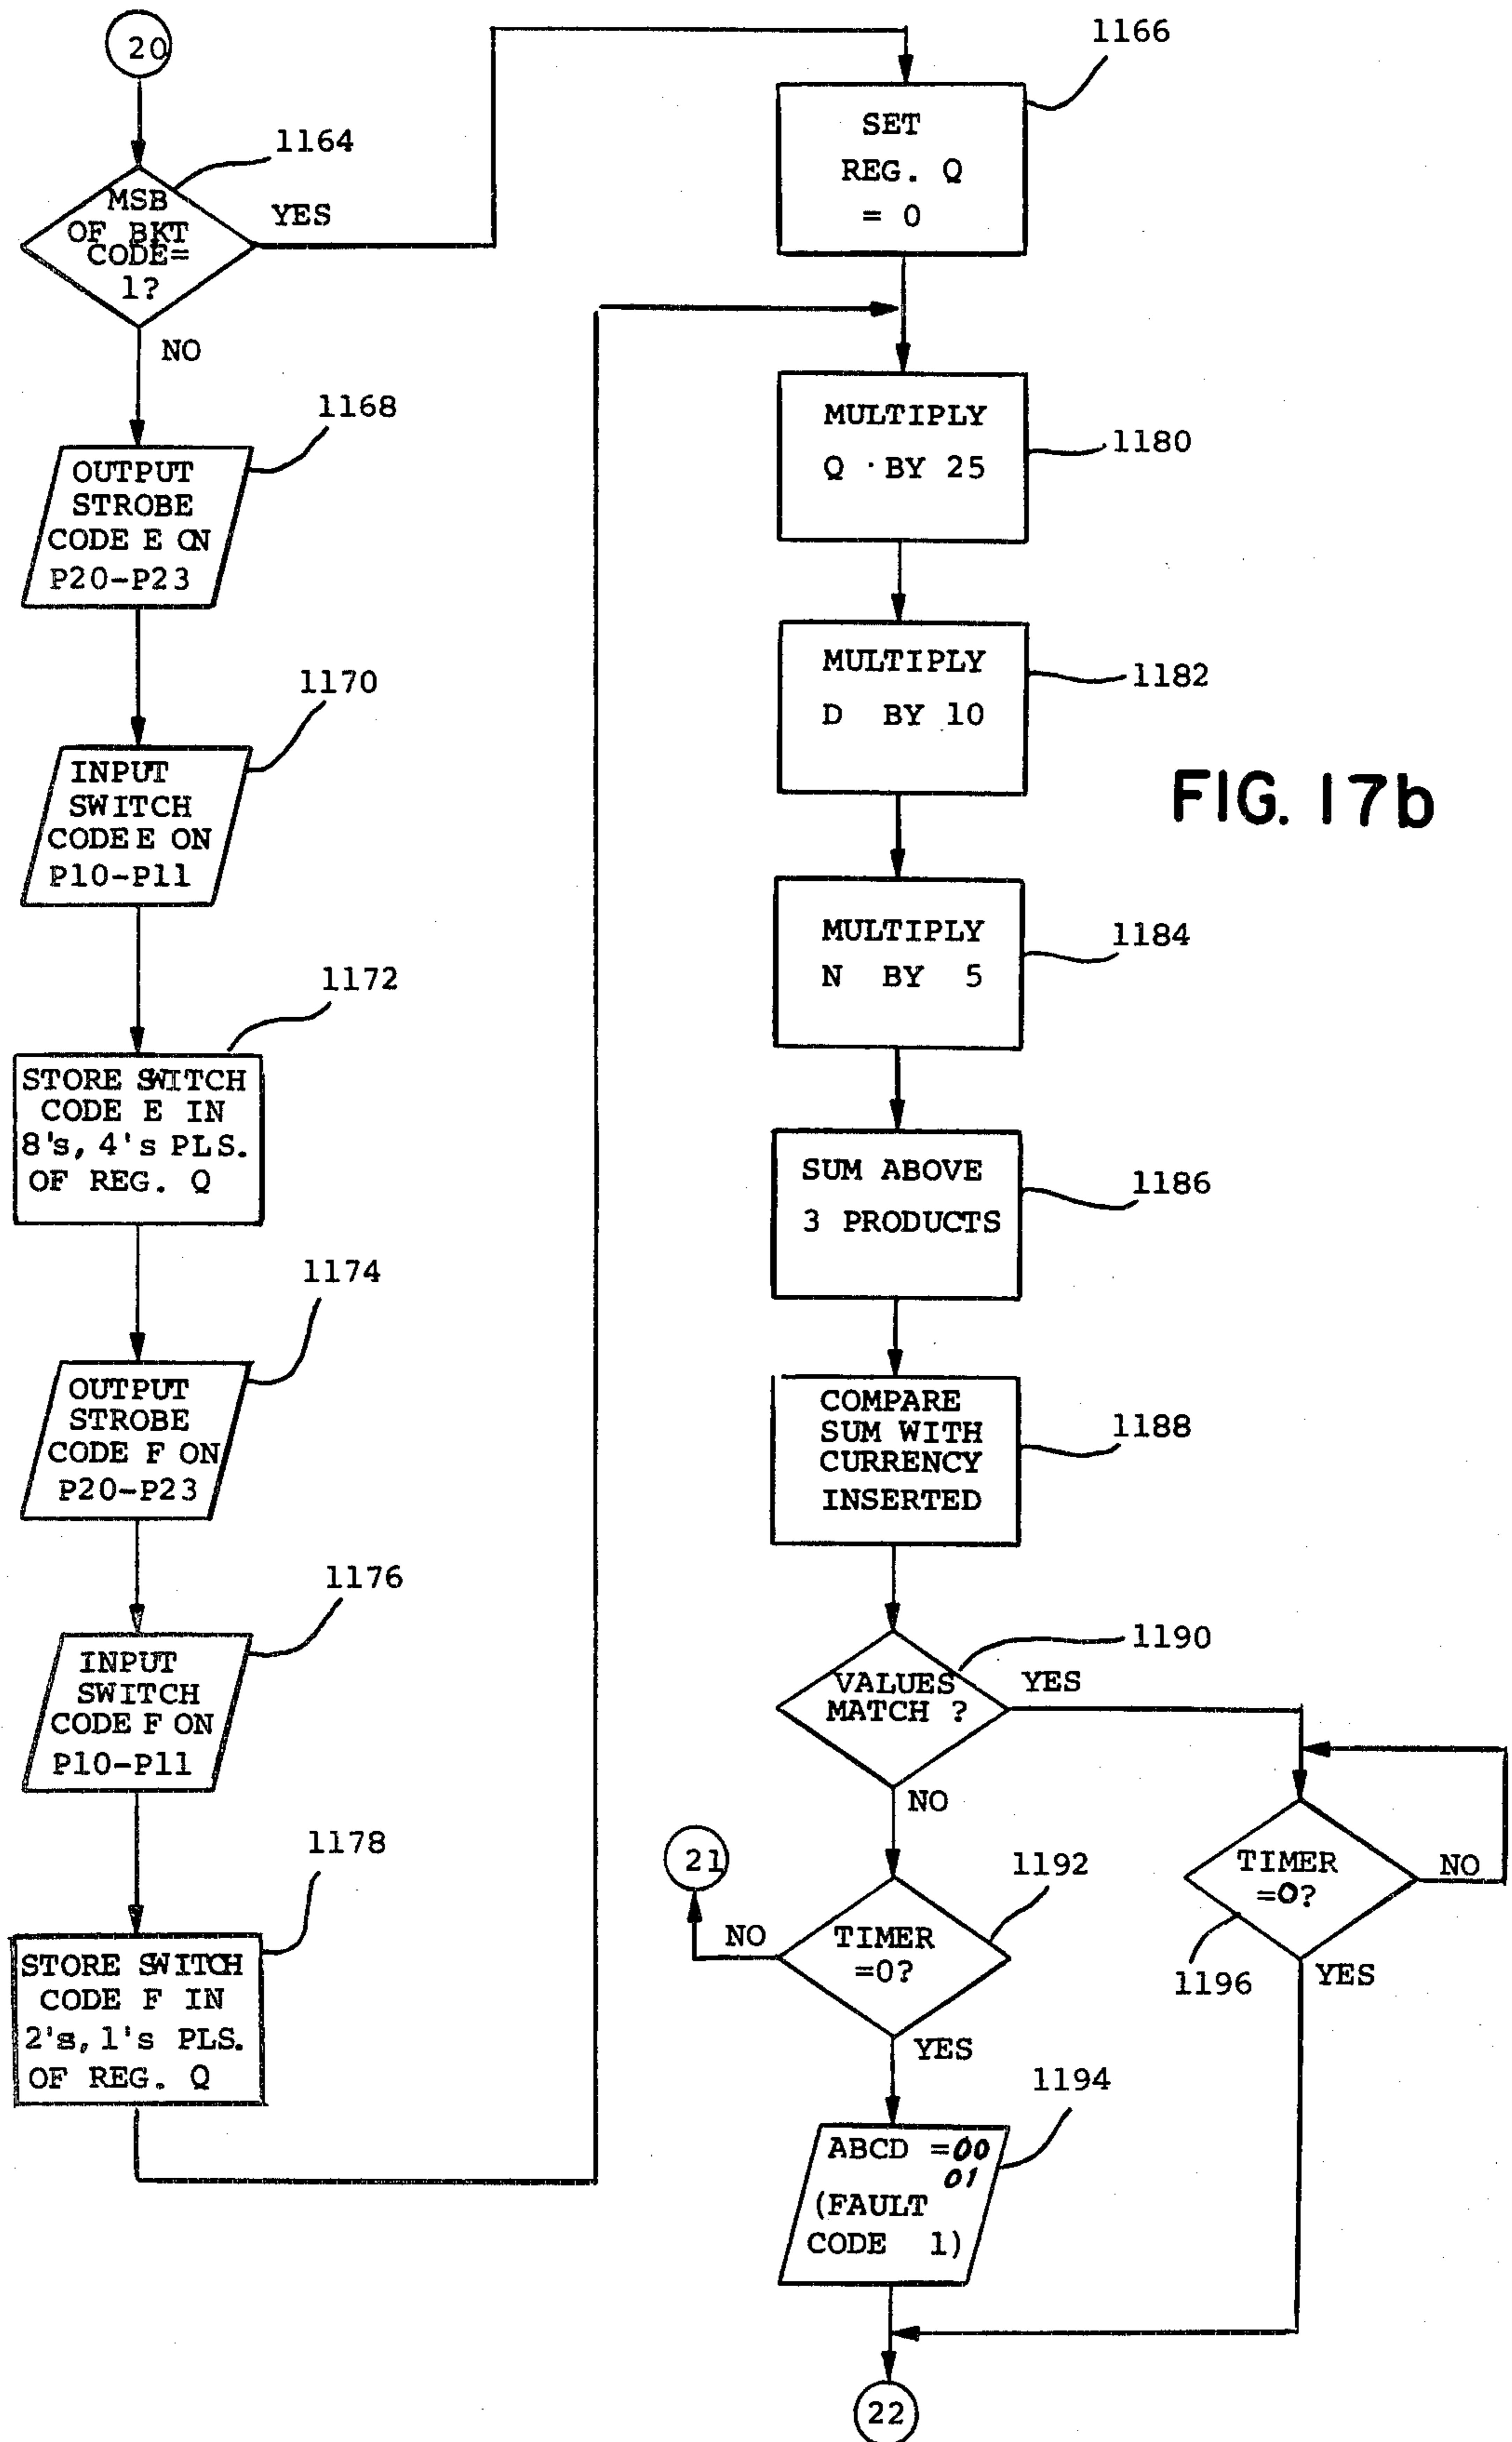 20
1164
MSB
OF BKT
CODE=
1?
YES
NO
1168
OUTPUT
STROBE
CODE E ON
P20-P23
1170
INPUT
SWITCH
CODE E ON
P10-P11
1172
STORE SWITCH
CODE E IN
8's, 4's PLS.
OF REG. Q
1174
OUTPUT
STROBE
CODE F ON
P20-P23
1176
INPUT
SWITCH
CODE F ON
P10-P11
1178
STORE SWITCH
CODE F IN
2's, 1's PLS.
OF REG. Q
1166
SET
REG. Q
= 0
1180
MULTIPLY
Q · BY 25
1182
MULTIPLY
D BY 10
FIG. 17b
1184
MULTIPLY
N BY 5
1186
SUM ABOVE
3 PRODUCTS
1188
COMPARE
SUM WITH
CURRENCY
INSERTED
1190
VALUES
MATCH ?
YES
NO
21
NO
1192
TIMER
=0?
YES
1194
ABCD =00
01
(FAULT
CODE 1)
TIMER
=0?
NO
1196
YES
22